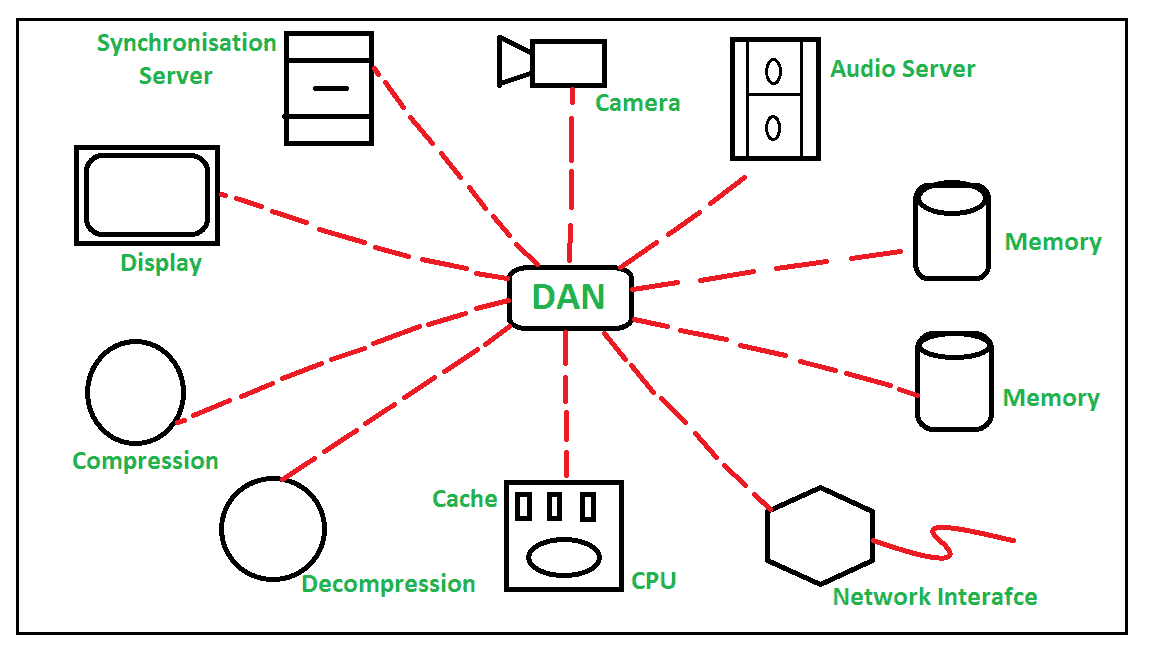 Synchronisation
Server
Camera
Audio Server
Display
Memory
DAN
Memory
Compression
Cache
Decompression
CPU
Network Interafce